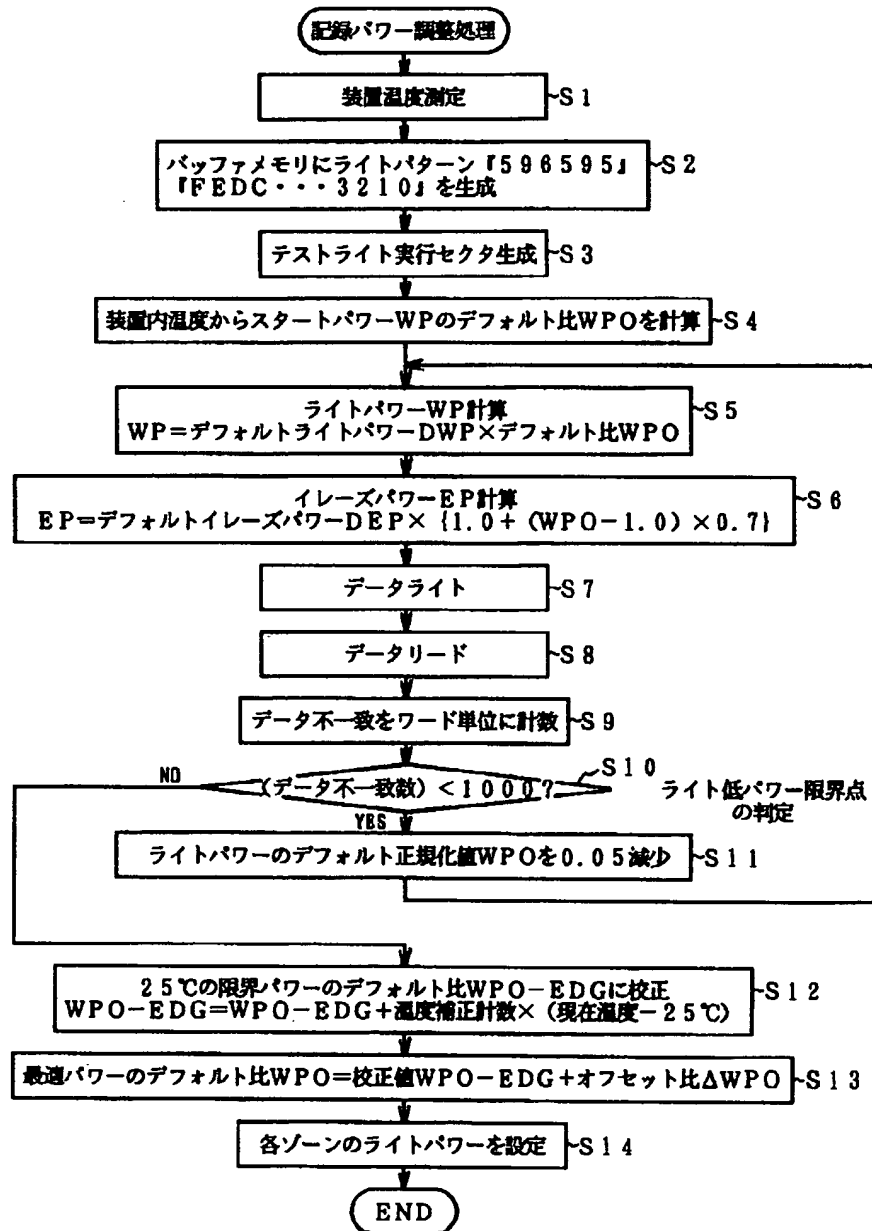 記録パワー調整処理
装置温度測定
S1
バッファメモリにライトパターン『596595』
『FEDC・・・3210』を生成
S2
テストライト実行セクタ生成
S3
装置内温度からスタートパワーWPのデフォルト比WPOを計算
S4
ライトパワーWP計算
WP=デフォルトライトパワーDWP×デフォルト比WPO
S5
イレーズパワーEP計算
EP=デフォルトイレーズパワーDEP×{1.0+(WPO-1.0)×0.7}
S6
データライト
S7
データリード
S8
データ不一致をワード単位に計数
S9
NO
(データ不一致数)<1000?
S10
ライト低パワー限界点
の判定
YES
ライトパワーのデフォルト正規化値WPOを0.05減少
S11
25℃の限界パワーのデフォルト比WPO-EDGに校正
WPO-EDG=WPO-EDG+温度補正計数×(現在温度-25℃)
S12
最適パワーのデフォルト比WPO=校正値WPO-EDG+オフセット比ΔWPO
S13
各ゾーンのライトパワーを設定
S14
END